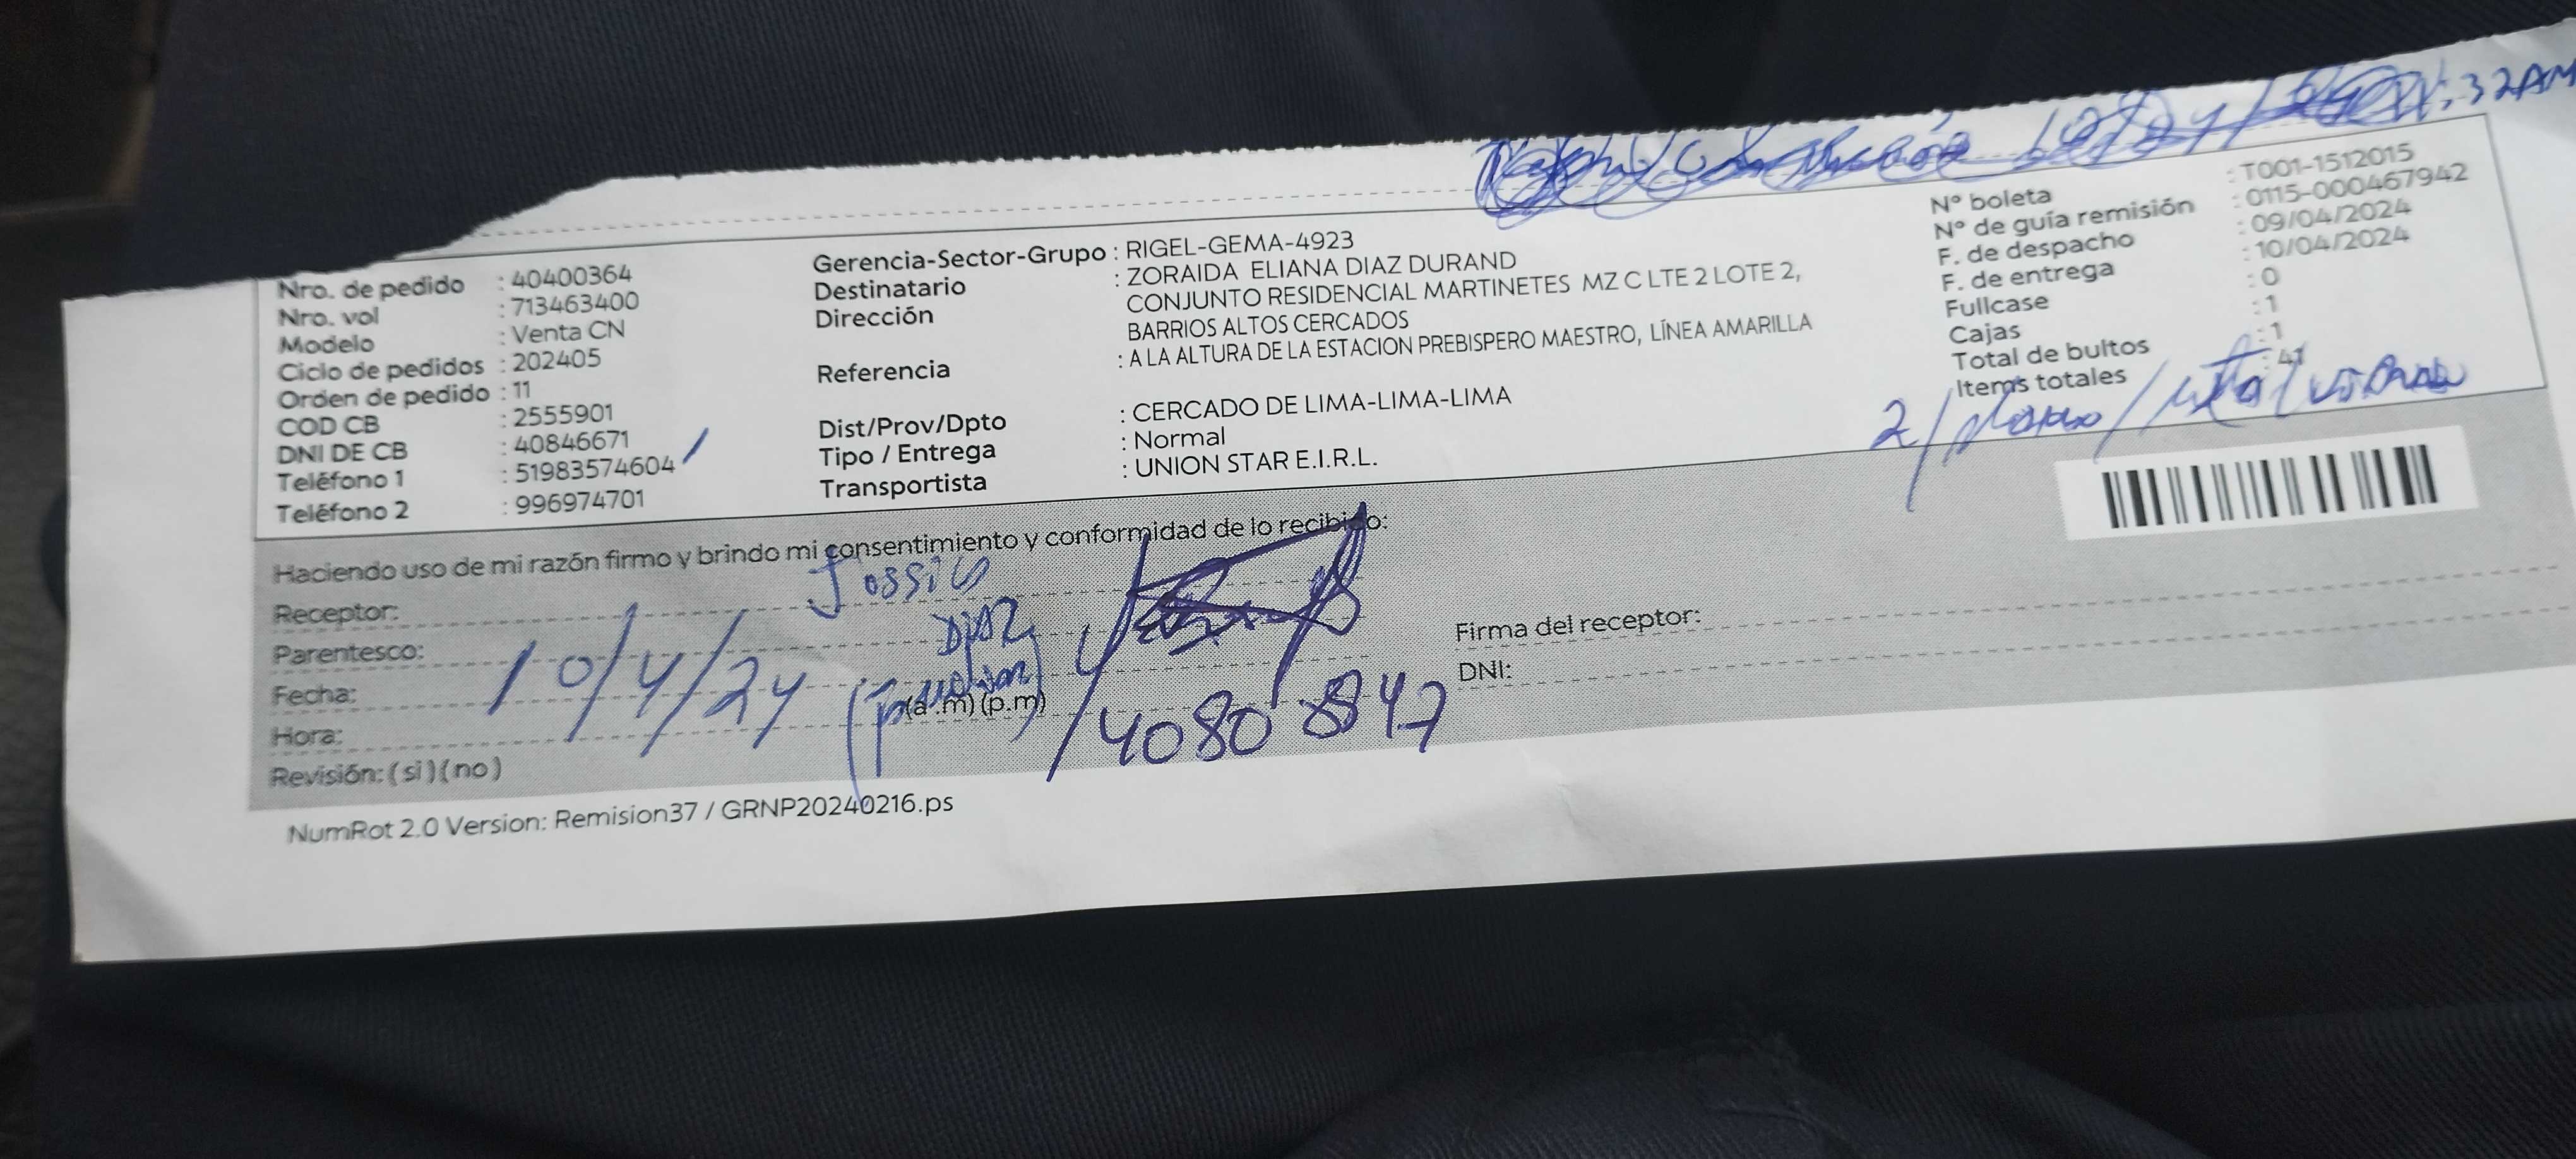 :32AM
Nro. de pedido : 40400364
Nro. vol : 713463400
Modelo : Venta CN
Ciclo de pedidos : 202405
Orden de pedido : 11
COD CB : 2555901
DNI DE CB : 40846671
Teléfono 1 : 51983574604
Teléfono 2 : 996974701
Gerencia-Sector-Grupo : RIGEL-GEMA-4923
Destinatario : ZORAIDA ELIANA DIAZ DURAND
Dirección CONJUNTO RESIDENCIAL MARTINETES MZ C LTE 2 LOTE 2,
BARRIOS ALTOS CERCADOS
Referencia : A LA ALTURA DE LA ESTACION PREBISPERO MAESTRO, LÍNEA AMARILLA
Dist/Prov/Dpto : CERCADO DE LIMA-LIMA-LIMA
Tipo / Entrega : Normal
Transportista : UNION STAR E.I.R.L.
N° boleta : T001-1512015
N° de guía remisión : 0115-000467942
F. de despacho : 09/04/2024
F. de entrega : 10/04/2024
Fullcase : 0
Cajas : 1
Total de bultos : 1
Items totales : 41
Haciendo uso de mi razón firmo y brindo mi consentimiento y conformidad de lo recibido:
Receptor:
Parentesco: DIAZ
Fecha: 10/4/24
Hora: (a .m) (p.m) 40808847
Revisión: ( si ) ( no )
Firma del receptor:
DNI:
NumRot 2.0 Version: Remision37 / GRNP20240216.ps